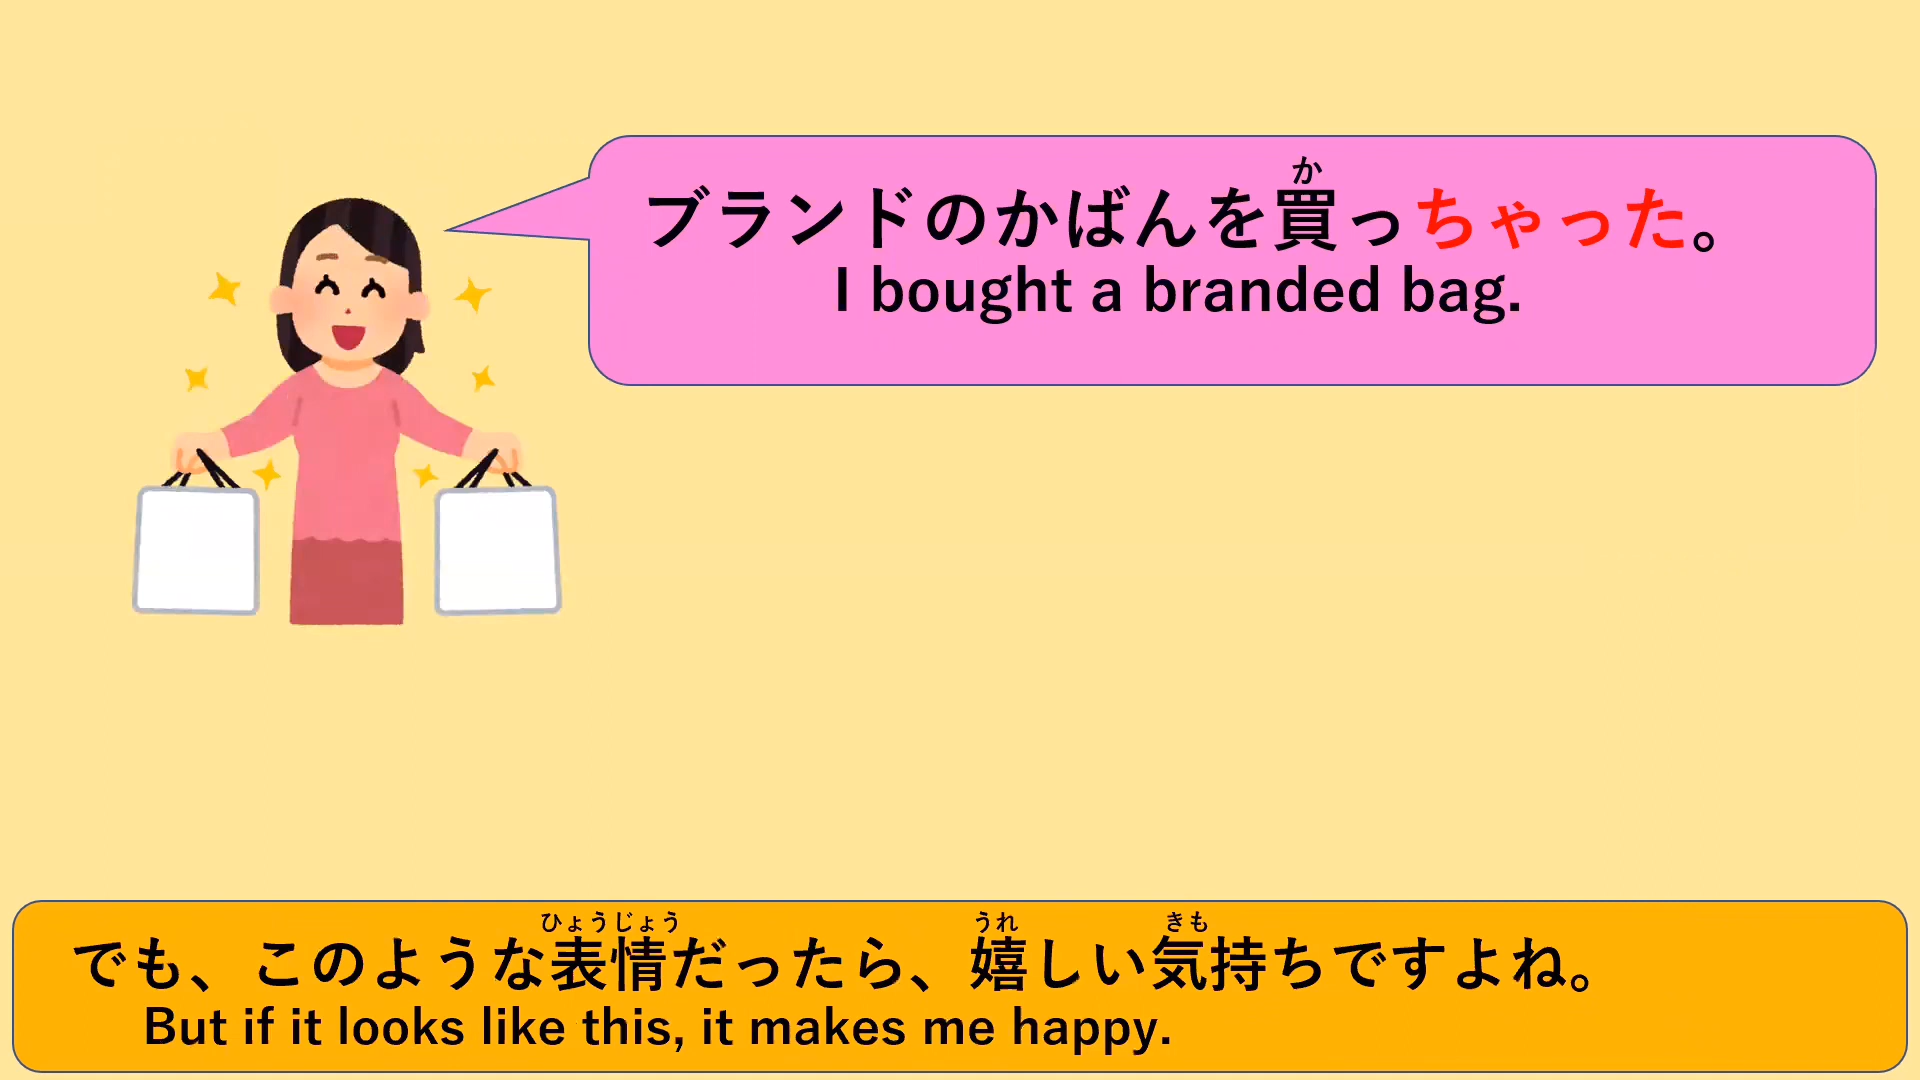 か
ブランドのかばんを買っちゃった。
I bought a branded bag.
ひょうじょう うれ きも
でも、このような表情だったら、嬉しい気持ちですよね。
But if it looks like this, it makes me happy.